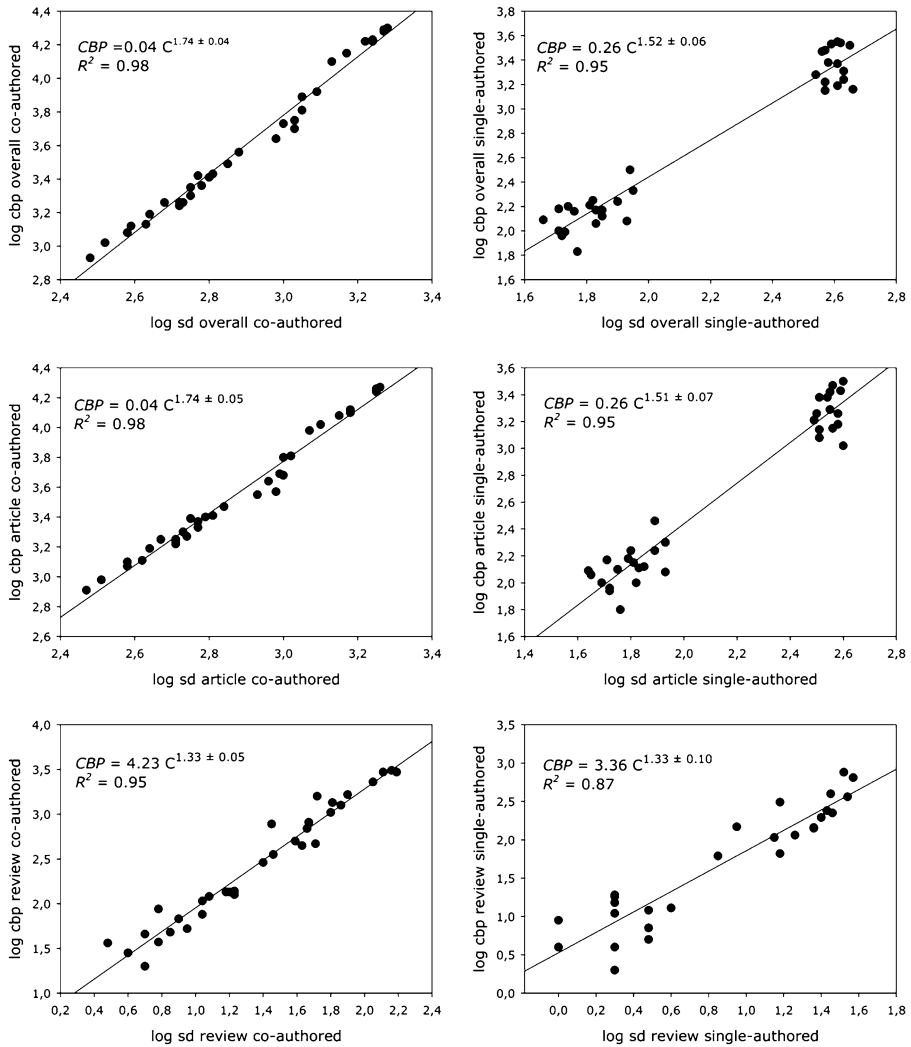 CBP =0.04 C^1.74 ± 0.04
R² = 0.98
log cbp overall co-authored
4,4
4,0
3,6
3,4
3,2
3,0
2,8
2,4 2,6 2,8 3,0 3,2 3,4
log sd overall co-authored
CBP = 0.26 C^1.52 ± 0.06
R² = 0.95
log cbp overall single-authored
3,8
3,6
3,4
3,2
3,0
2,8
2,6
2,4
2,2
2,0
1,8
1,6
1,6 1,8 2,0 2,2 2,4 2,6 2,8
log sd overall single-authored
CBP = 0.04 C^1.74 ± 0.05
R² = 0.98
log cbp article co-authored
4,4
4,2
4,0
3,8
3,6
3,4
3,2
3,0
2,8
2,6
2,4 2,6 2,8 3,0 3,2 3,4
log sd article co-authored
CBP = 0.26 C^1.51 ± 0.07
R² = 0.95
log cbp article single-authored
3,6
3,4
3,2
3,0
2,8
2,6
2,4
2,2
2,0
1,8
1,6
1,4 1,6 1,8 2,0 2,2 2,4 2,6 2,8
log sd article single-authored
CBP = 4.23 C^1.33 ± 0.05
R² = 0.95
log cbp review co-authored
4,0
3,5
3,0
2,5
2,0
1,5
1,0
0,2 0,4 0,6 0,8 1,0 1,2 1,4 1,6 1,8 2,0 2,2 2,4
log sd review co-authored
CBP = 3.36 C^1.33 ± 0.10
R² = 0.87
log cbp review single-authored
3,5
3,0
2,5
2,0
1,5
1,0
0,5
0,0
0,0 0,2 0,4 0,6 0,8 1,0 1,2 1,4 1,6 1,8
log sd review single-authored